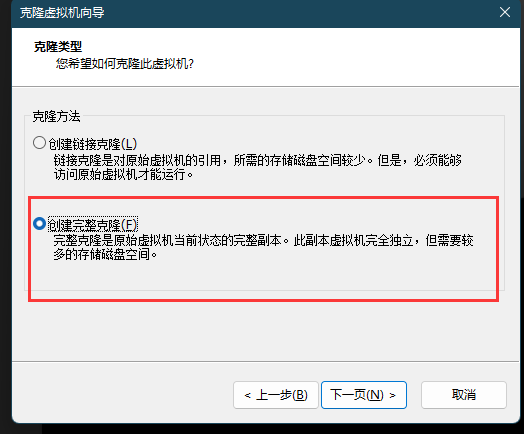 克隆虚拟机向导
克隆类型
您希望如何克隆此虚拟机?
克隆方法
创建链接克隆(L)
链接克隆是对原始虚拟机的引用，所需的存储磁盘空间较少。但是，必须能够
访问原始虚拟机才能运行。
创建完整克隆(F)
完整克隆是原始虚拟机当前状态的完整副本。此副本虚拟机完全独立，但需要较
多的存储磁盘空间。
< 上一步(B)
下一页(N) >
取消